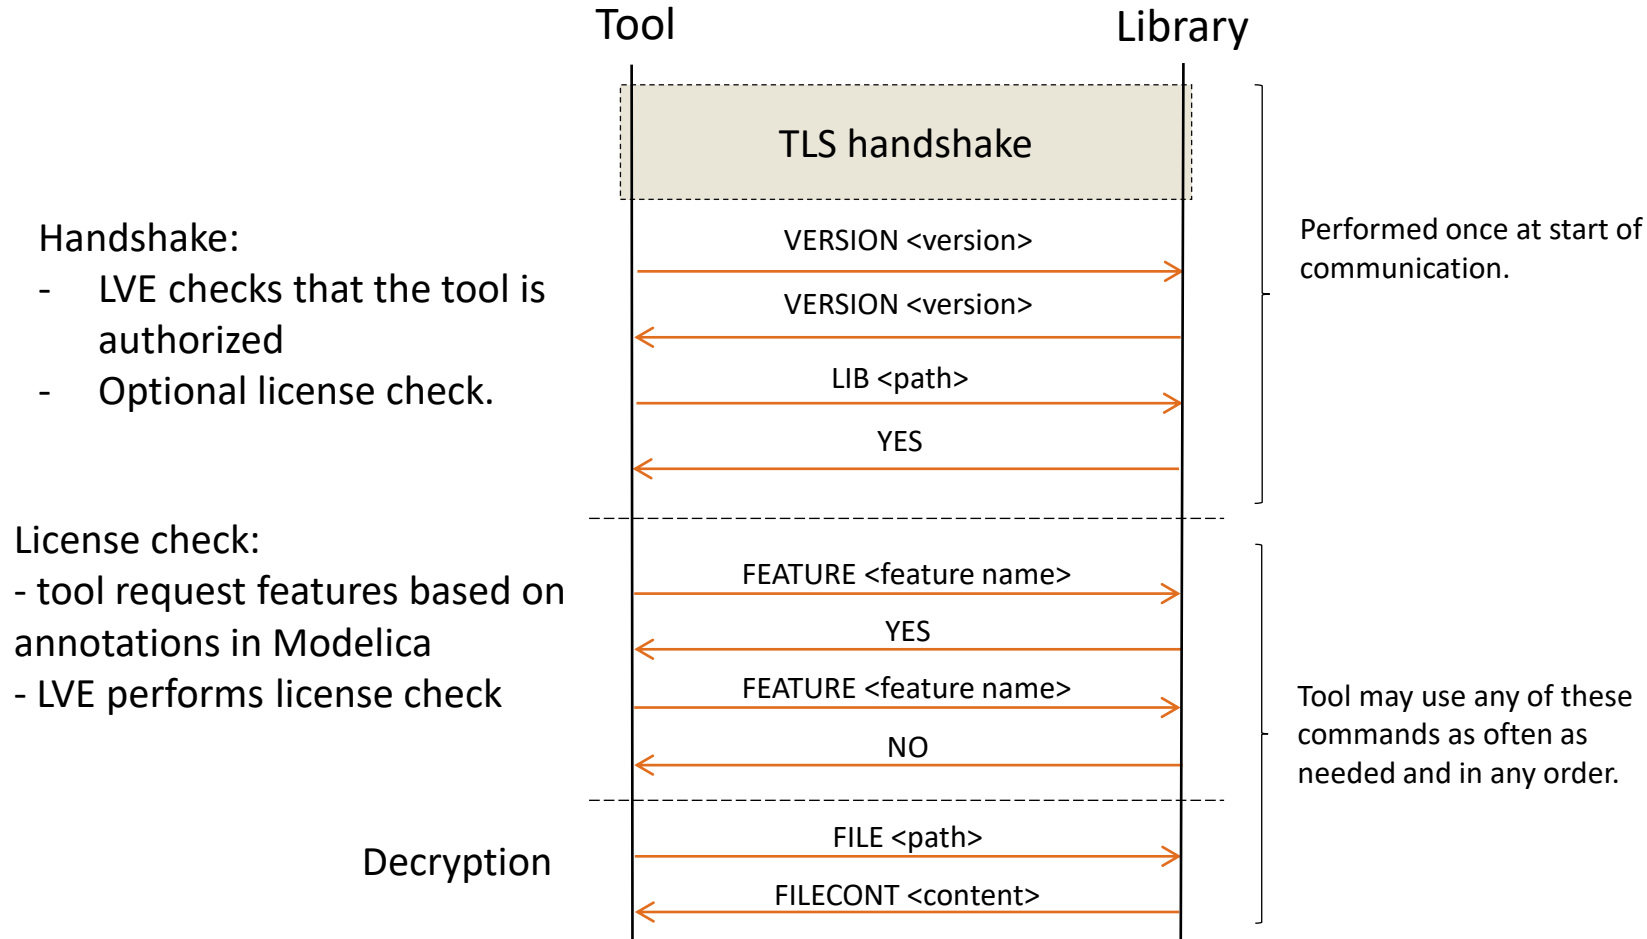 Tool
Library
TLS handshake
Handshake:
- LVE checks that the tool is
authorized
- Optional license check.
VERSION <version>
VERSION <version>
LIB <path>
YES
Performed once at start of
communication.
License check:
- tool request features based on
annotations in Modelica
- LVE performs license check
FEATURE <feature name>
YES
FEATURE <feature name>
NO
Tool may use any of these
commands as often as
needed and in any order.
Decryption
FILE <path>
FILECONT <content>